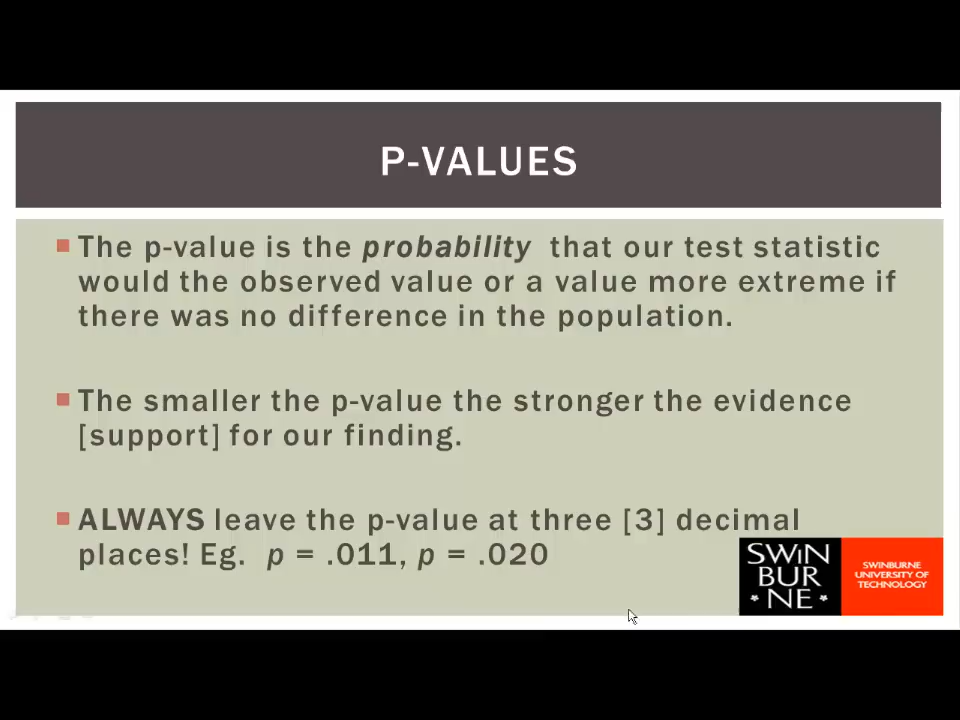 P-VALUES
The p-value is the probability that our test statistic
would the observed value or a value more extreme if
there was no difference in the population.
The smaller the p-value the stronger the evidence
[support] for our finding.
ALWAYS leave the p-value at three [3] decimal
places! Eg. p = .011, p = .020
SWIN
BUR
NE
SWINBURNE
UNIVERSITY OF
TECHNOLOGY